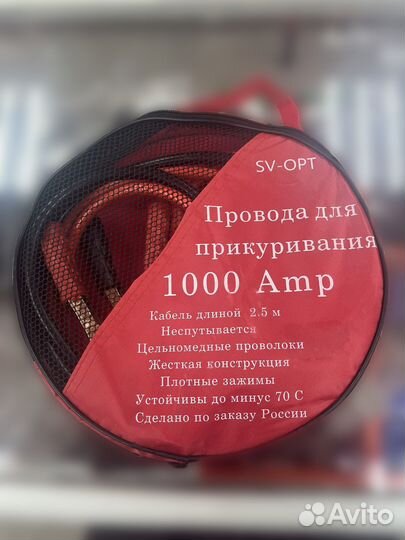 SV-OPT
Провода для
прикуривания
1000 Amp
Кабель длиной 2.5 м
Неспутывается
Цельномедные проволоки
Жесткая конструкция
Плотные зажимы
Устойчивы до минус 70 С
Сделано по заказу России
Avito